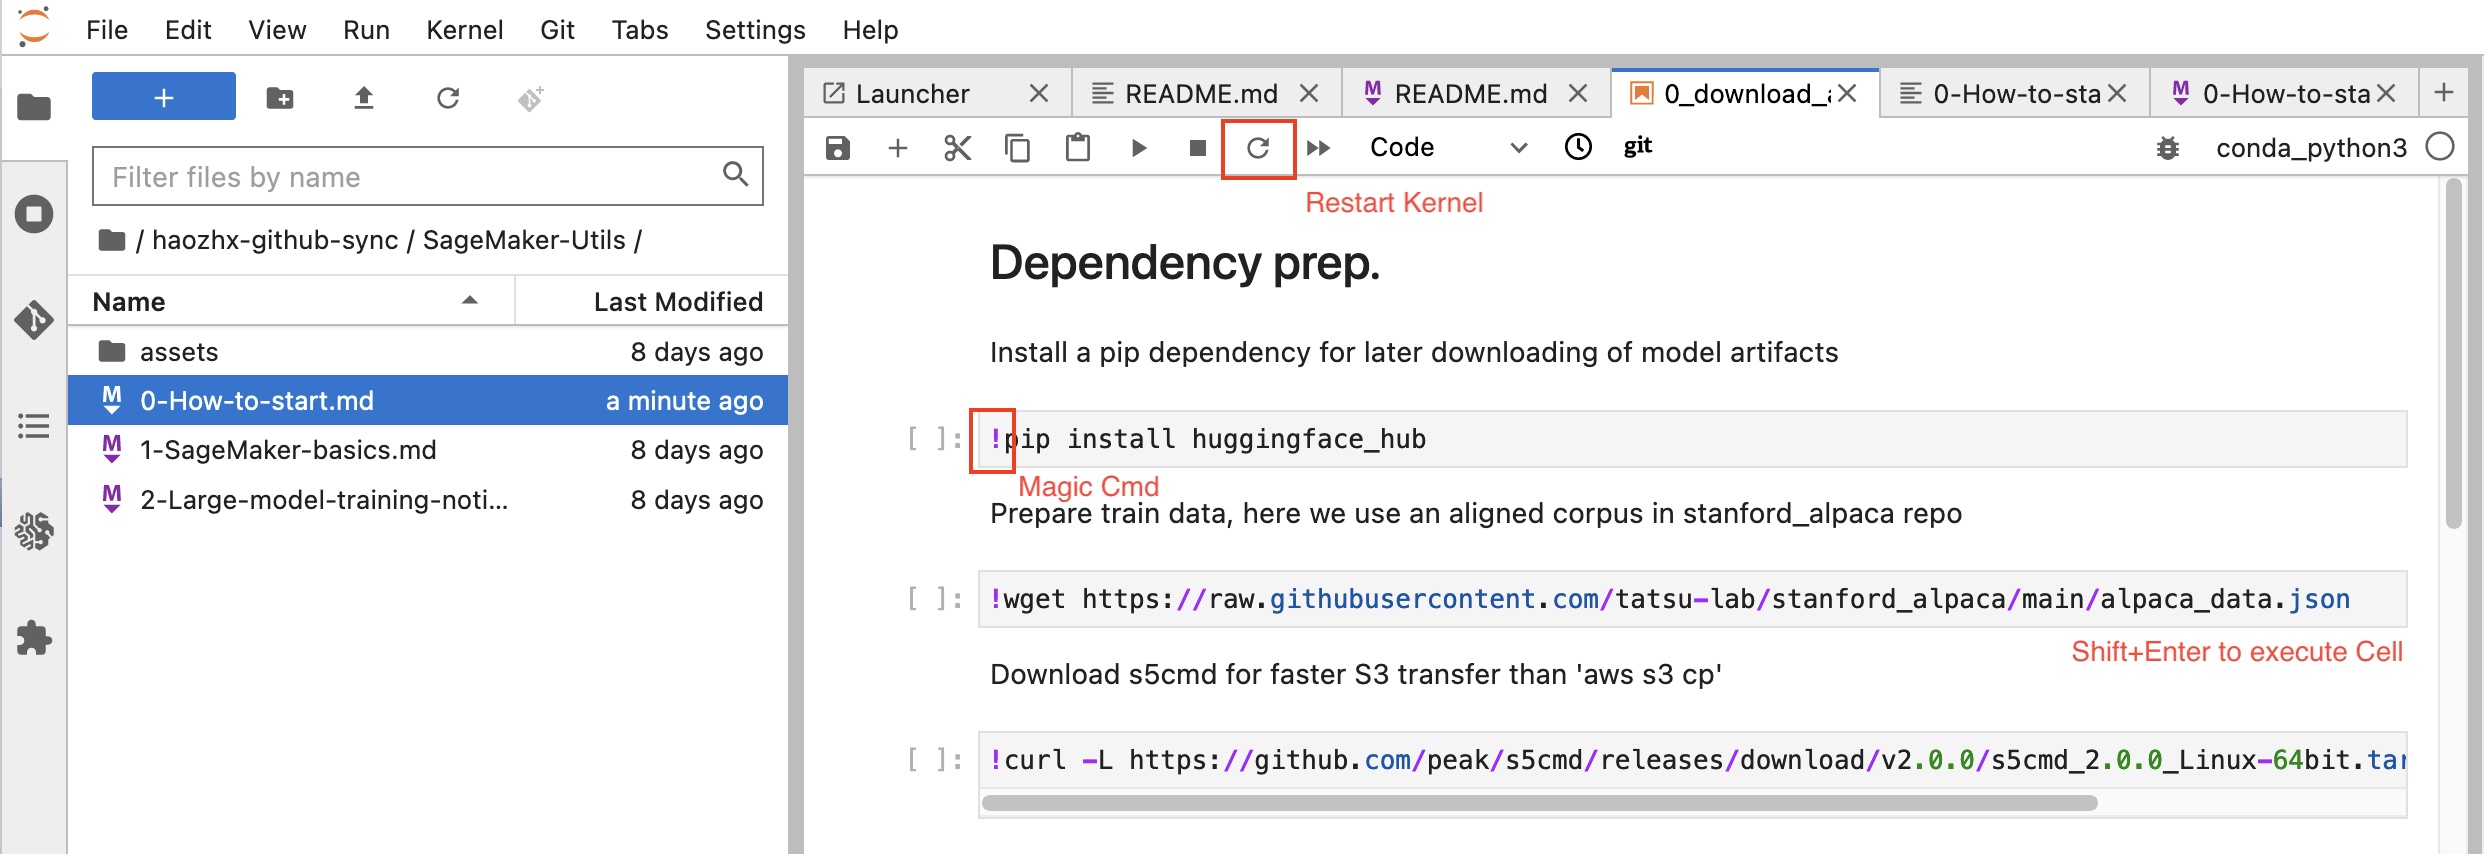 File Edit View Run Kernel Git Tabs Settings Help
+
Filter files by name
/ haozhx-github-sync / SageMaker-Utils /
Name Last Modified
assets 8 days ago
0-How-to-start.md a minute ago
1-SageMaker-basics.md 8 days ago
2-Large-model-training-noti... 8 days ago
Launcher README.md README.md 0_download_a 0-How-to-sta 0-How-to-sta
Code git conda_python3
Restart Kernel
Dependency prep.
Install a pip dependency for later downloading of model artifacts
[ ]: !pip install huggingface_hub
Magic Cmd
Prepare train data, here we use an aligned corpus in stanford_alpaca repo
[ ]: !wget https://raw.githubusercontent.com/tatsu-lab/stanford_alpaca/main/alpaca_data.json
Shift+Enter to execute Cell
Download s5cmd for faster S3 transfer than 'aws s3 cp'
[ ]: !curl -L https://github.com/peak/s5cmd/releases/download/v2.0.0/s5cmd_2.0.0_Linux-64bit.tar